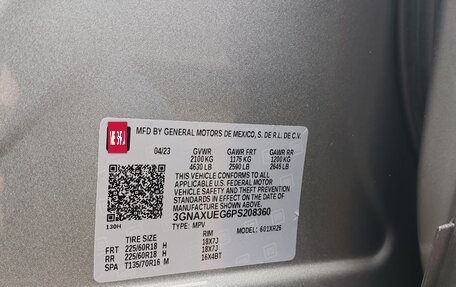 MFD BY GENERAL MOTORS DE MEXICO, S. DE R.L. DE C.V.
04/23 GVWR GAWR FRT GAWR RR
2100 KG 1175 KG 1200 KG
4630 LB 2590 LB 2645 LB
THIS VEHICLE CONFORMS TO ALL APPLICABLE U.S. FEDERAL MOTOR VEHICLE SAFETY AND THEFT PREVENTION STANDARDS IN EFFECT ON THE DATE OF MANUFACTURE SHOWN ABOVE.
3GNAXUEG6PS208360
TYPE: MPV MODEL: 6O1XR26
130H
TIRE SIZE RIM
FRT 225/60R18 H 18X7J
RR 225/60R18 H 18X7J
SPA T135/70R16 M 16X4BT